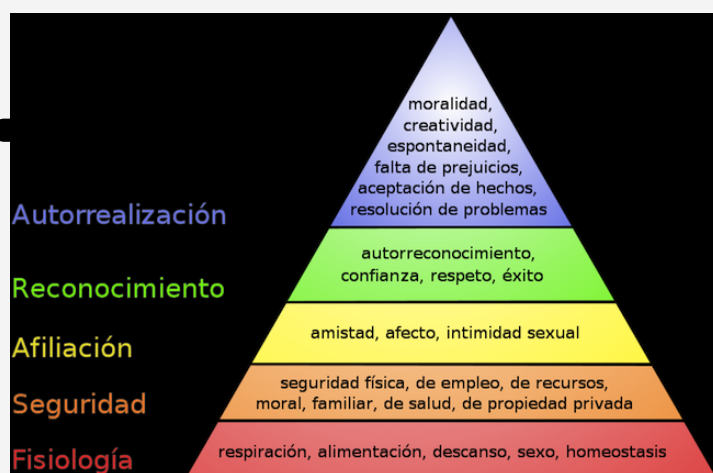 moralidad,
creatividad,
espontaneidad,
falta de prejuicios,
aceptación de hechos,
resolución de problemas
Autorrealización
autorreconocimiento,
confianza, respeto, éxito
Reconocimiento
amistad, afecto, intimidad sexual
Afiliación
seguridad física, de empleo, de recursos,
moral, familiar, de salud, de propiedad privada
Seguridad
respiración, alimentación, descanso, sexo, homeostasis
Fisiología